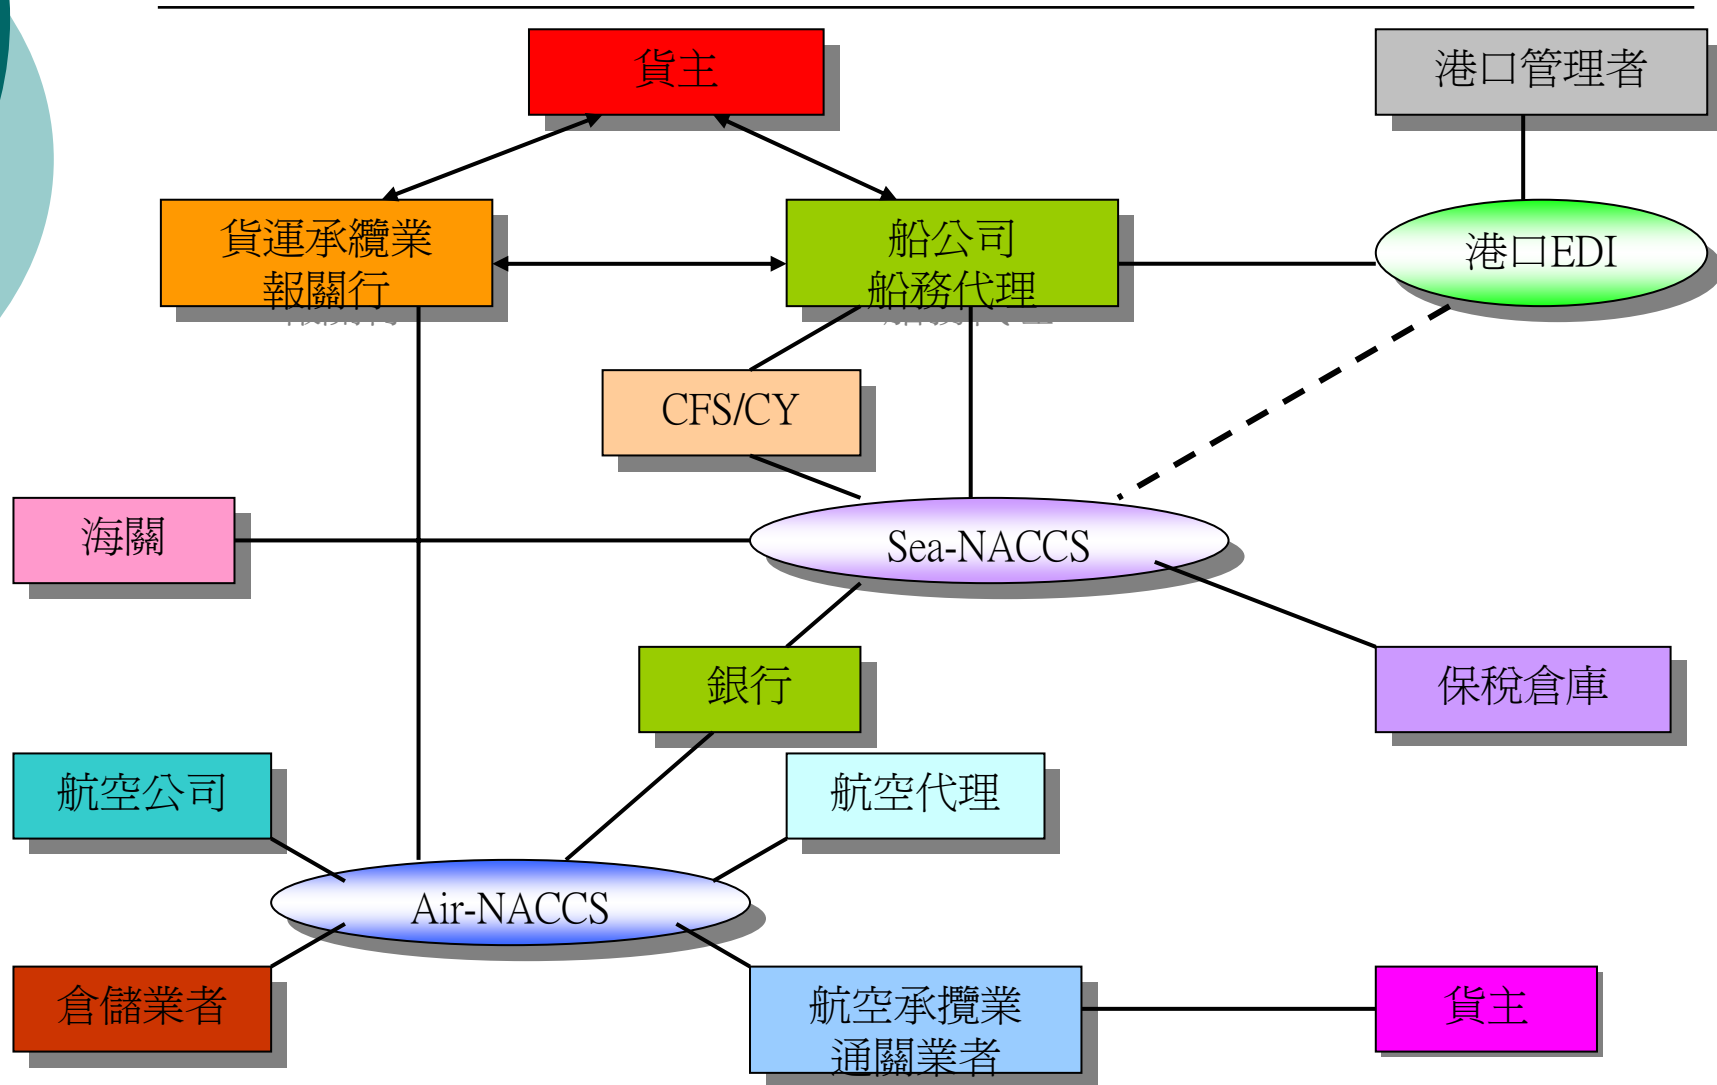 貨主
港口管理者
貨運承纜業
報關行
船公司
船務代理
港口EDI
CFS/CY
海關
Sea-NACCS
銀行
保稅倉庫
航空公司
航空代理
Air-NACCS
倉儲業者
航空承攬業
通關業者
貨主